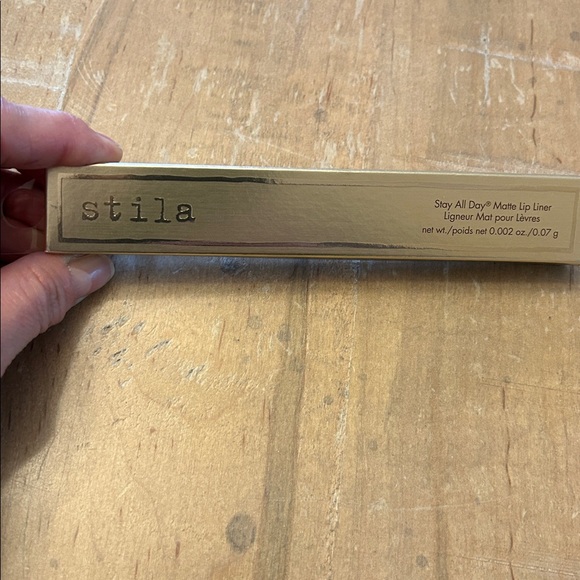 stila
Stay All Day® Matte Lip Liner
Ligneur Mat pour Lèvres
net wt./poids net 0.002 oz./0.07 g